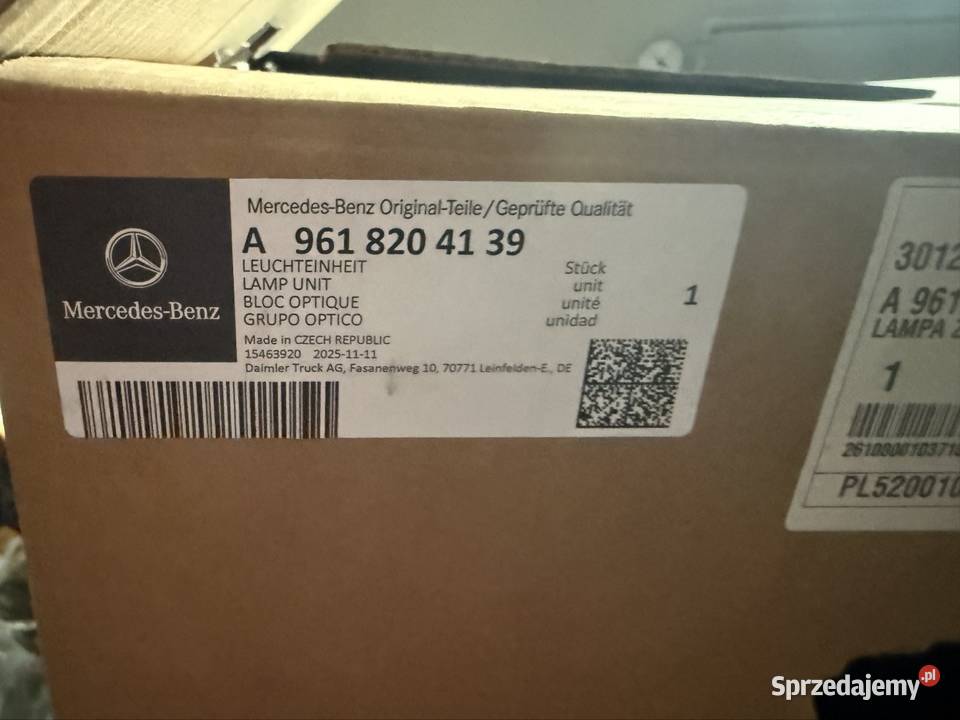 Mercedes-Benz Original-Teile/Geprüfte Qualität
A 961 820 41 39
LEUCHTEINHEIT Stück
LAMP UNIT unit
BLOC OPTIQUE unité
GRUPO OPTICO unidad
1
Made in CZECH REPUBLIC
15463920 2025-11-11
Daimler Truck AG, Fasanenweg 10, 70771 Leinfelden-E., DE
Mercedes-Benz
3012
A 961
LAMPA
1
PL520010
Sprzedajemy.pl